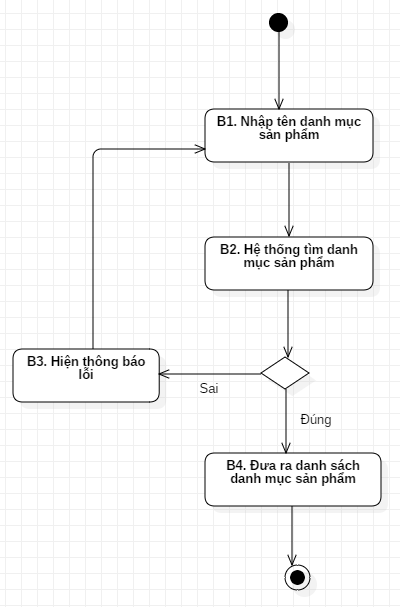 B1. Nhập tên danh mục
sản phẩm
B2. Hệ thống tìm danh
mục sản phẩm
B3. Hiện thông báo
lỗi
Sai
Đúng
B4. Đưa ra danh sách
danh mục sản phẩm